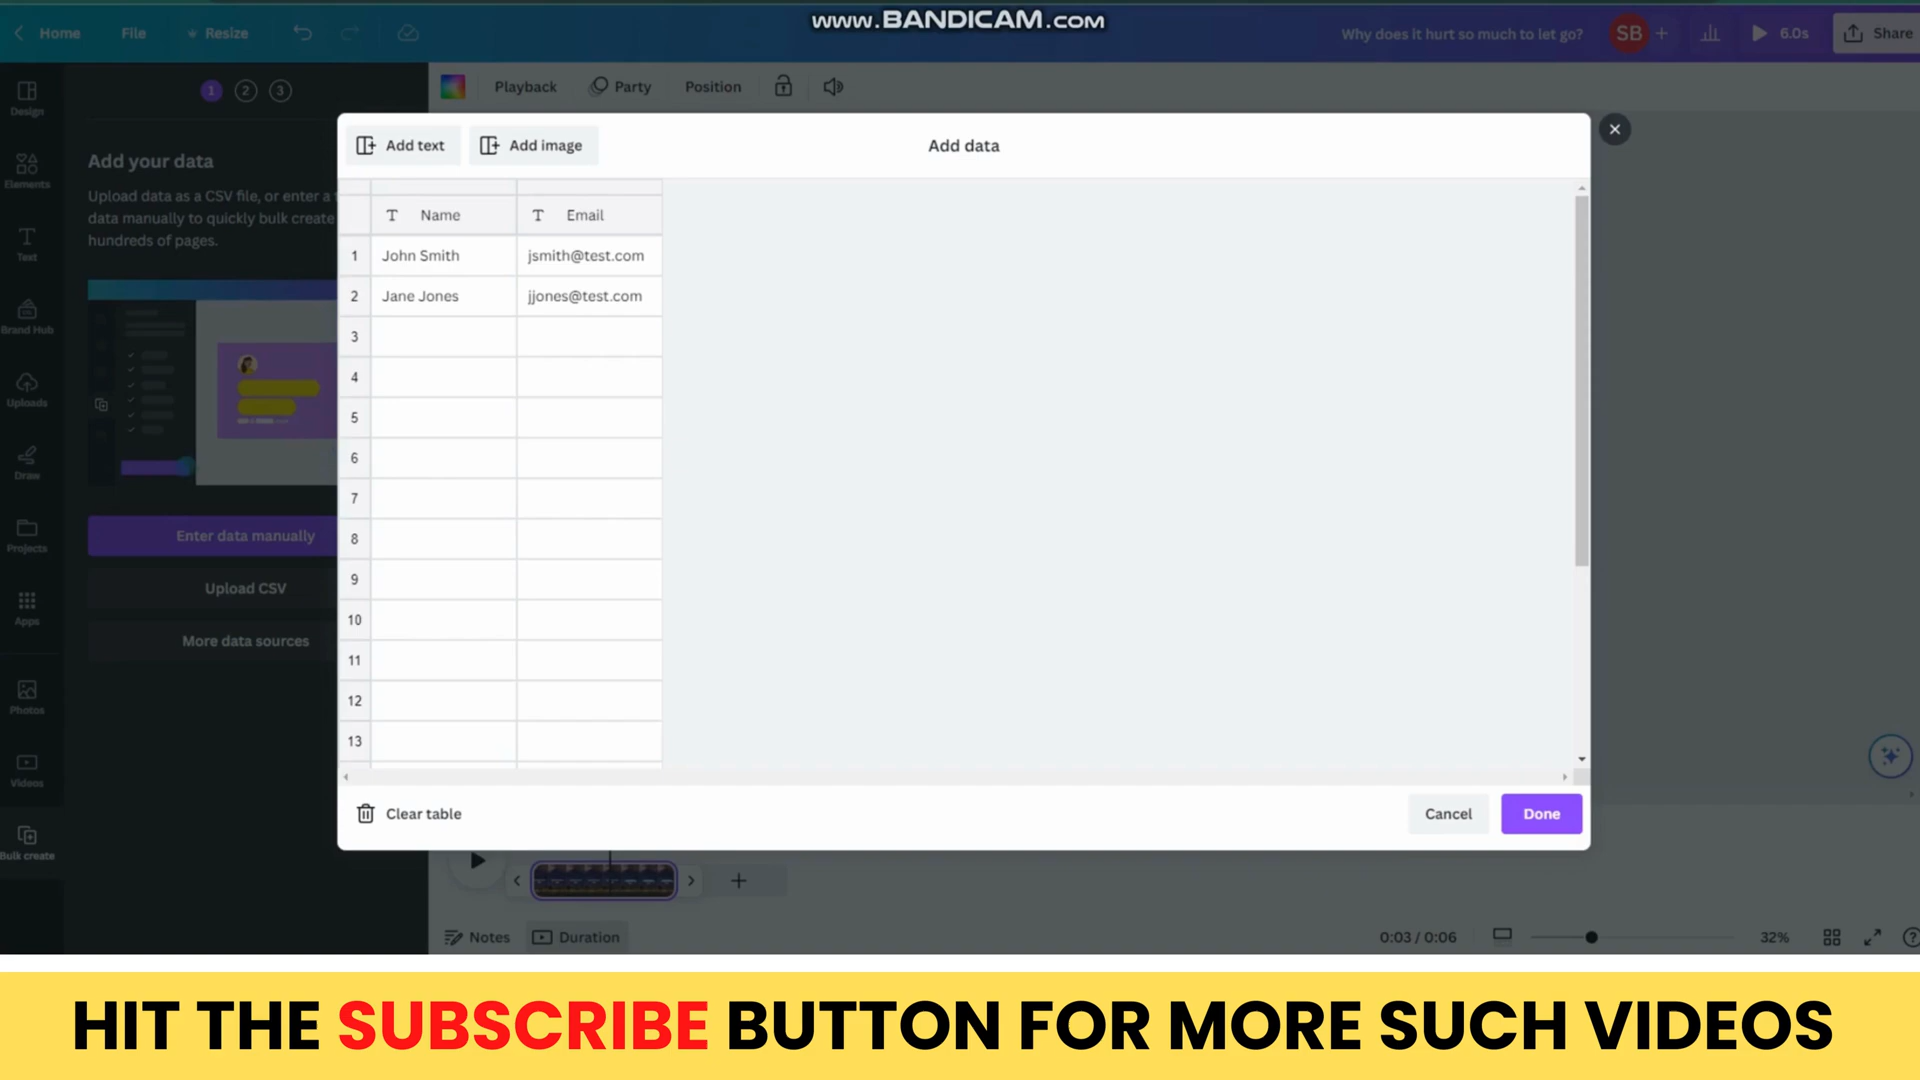 www.BANDICAM.com
Home File Resize
Why does it hurt so much to let go? SB 6.0s Share
1 2 3
Playback Party Position
Design
Elements
Text
Brand Hub
Uploads
Draw
Projects
Apps
Photos
Videos
Bulk create
Add your data
Upload data as a CSV file, or enter a
data manually to quickly bulk create
hundreds of pages.
Enter data manually
Upload CSV
More data sources
Add text Add image Add data
Name Email
1 John Smith jsmith@test.com
2 Jane Jones jjones@test.com
3
4
5
6
7
8
9
10
11
12
13
Clear table Cancel Done
Notes Duration 0:03 / 0:06 32%
HIT THE SUBSCRIBE BUTTON FOR MORE SUCH VIDEOS